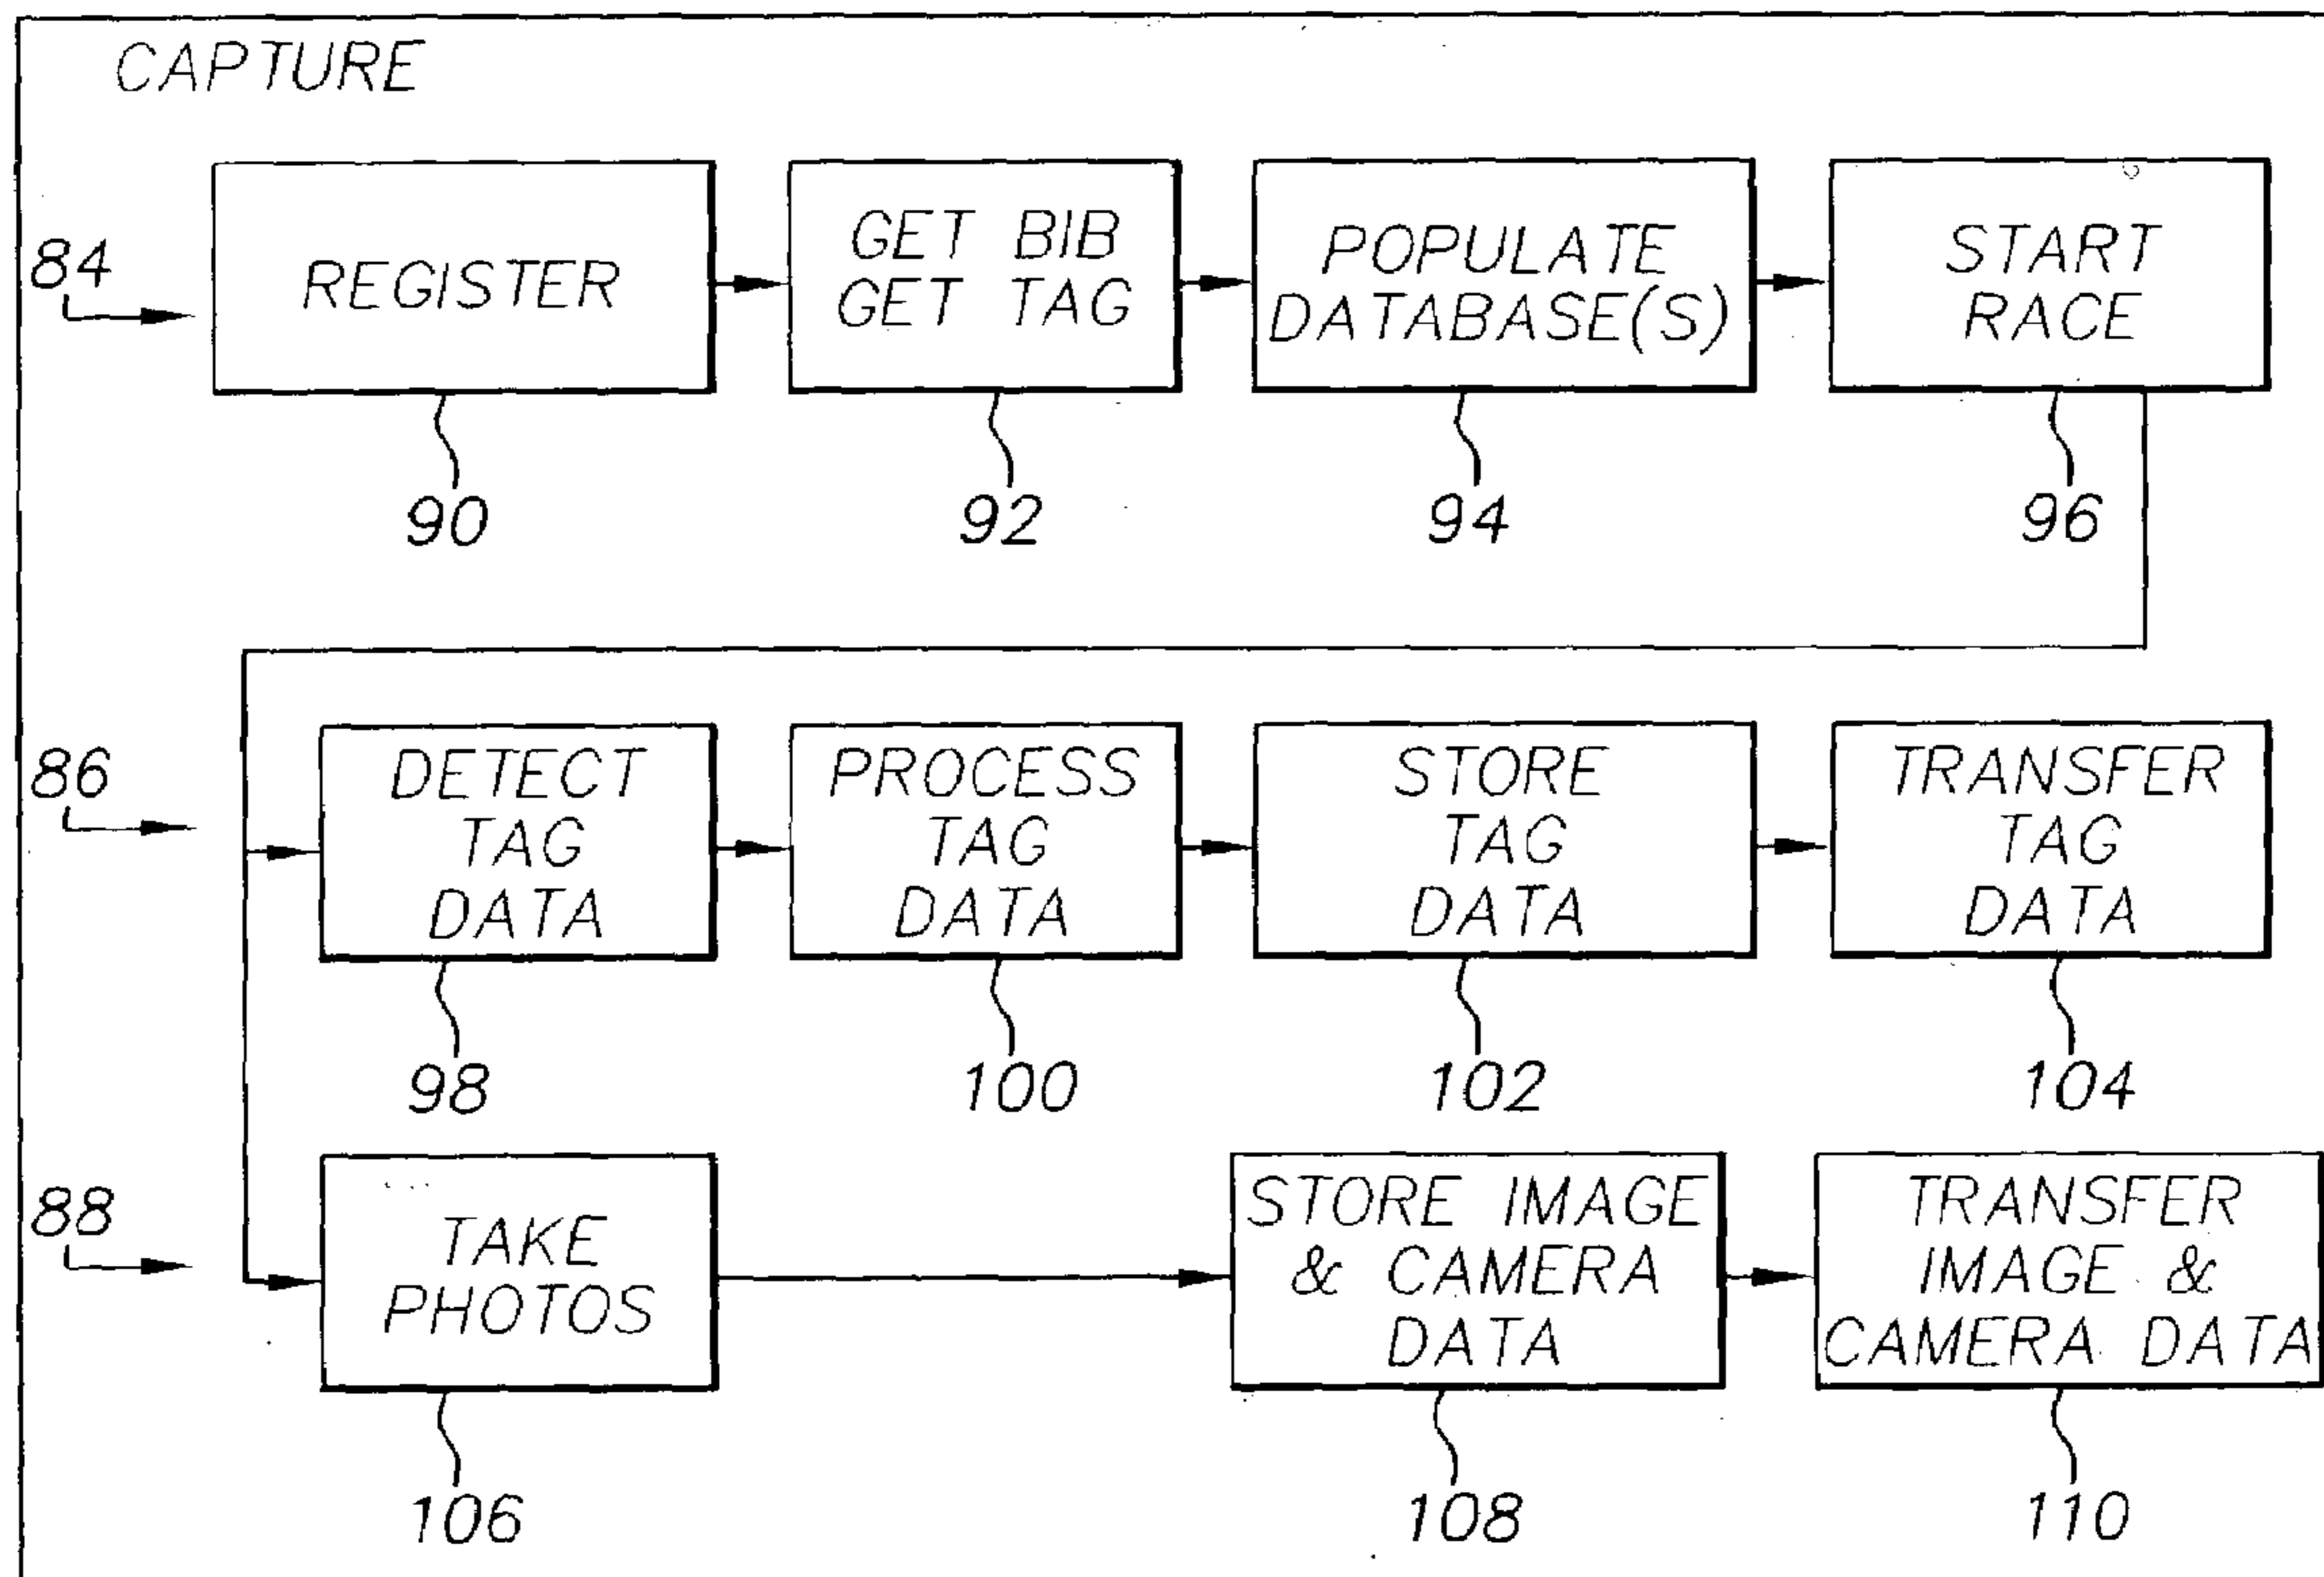 CAPTURE
84
REGISTER
90
GET BIB
GET TAG
92
POPULATE
DATABASE(S)
94
START
RACE
96
86
DETECT
TAG
DATA
98
PROCESS
TAG
DATA
100
STORE
TAG
DATA
102
TRANSFER
TAG
DATA
104
88
TAKE
PHOTOS
106
STORE IMAGE
& CAMERA
DATA
108
TRANSFER
IMAGE &
CAMERA DATA
110